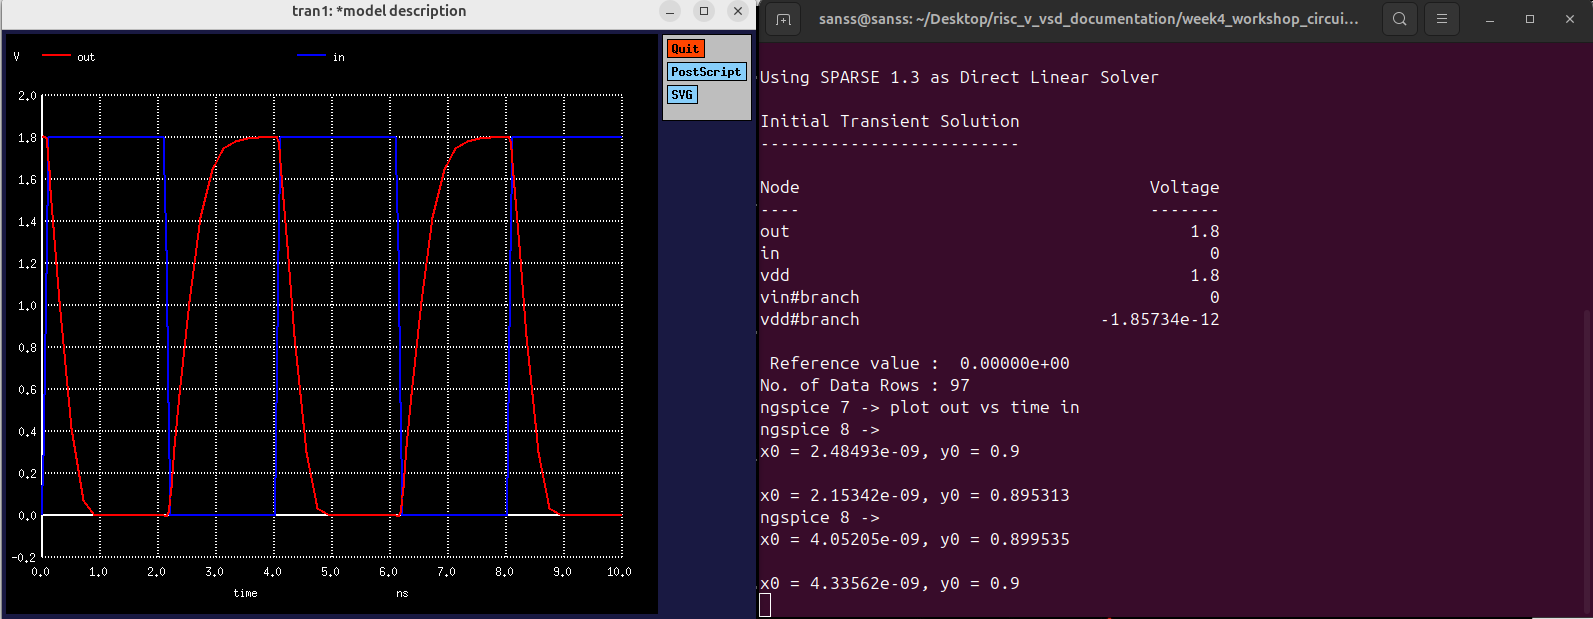 tran1: *model description
V out in
Quit
PostScript
SVG
2.0
1.8
1.6
1.4
1.2
1.0
0.8
0.6
0.4
0.2
0.0
-0.2
0.0 1.0 2.0 3.0 4.0 5.0 6.0 7.0 8.0 9.0 10.0
time ns
sanss@sanss: ~/Desktop/risc_v_vsd_documentation/week4_workshop_circui...
Using SPARSE 1.3 as Direct Linear Solver
Initial Transient Solution
--------------------------
Node Voltage
---- -------
out 1.8
in 0
vdd 1.8
vin#branch 0
vdd#branch -1.85734e-12
Reference value : 0.00000e+00
No. of Data Rows : 97
ngspice 7 -> plot out vs time in
ngspice 8 ->
x0 = 2.48493e-09, y0 = 0.9
x0 = 2.15342e-09, y0 = 0.895313
ngspice 8 ->
x0 = 4.05205e-09, y0 = 0.899535
x0 = 4.33562e-09, y0 = 0.9